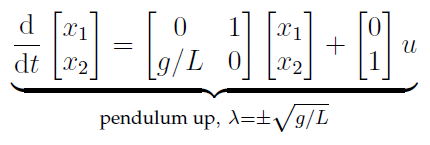 d/dt [x₁; x₂] = [0 1; g/L 0] [x₁; x₂] + [0; 1] u
pendulum up, λ=±√g/L